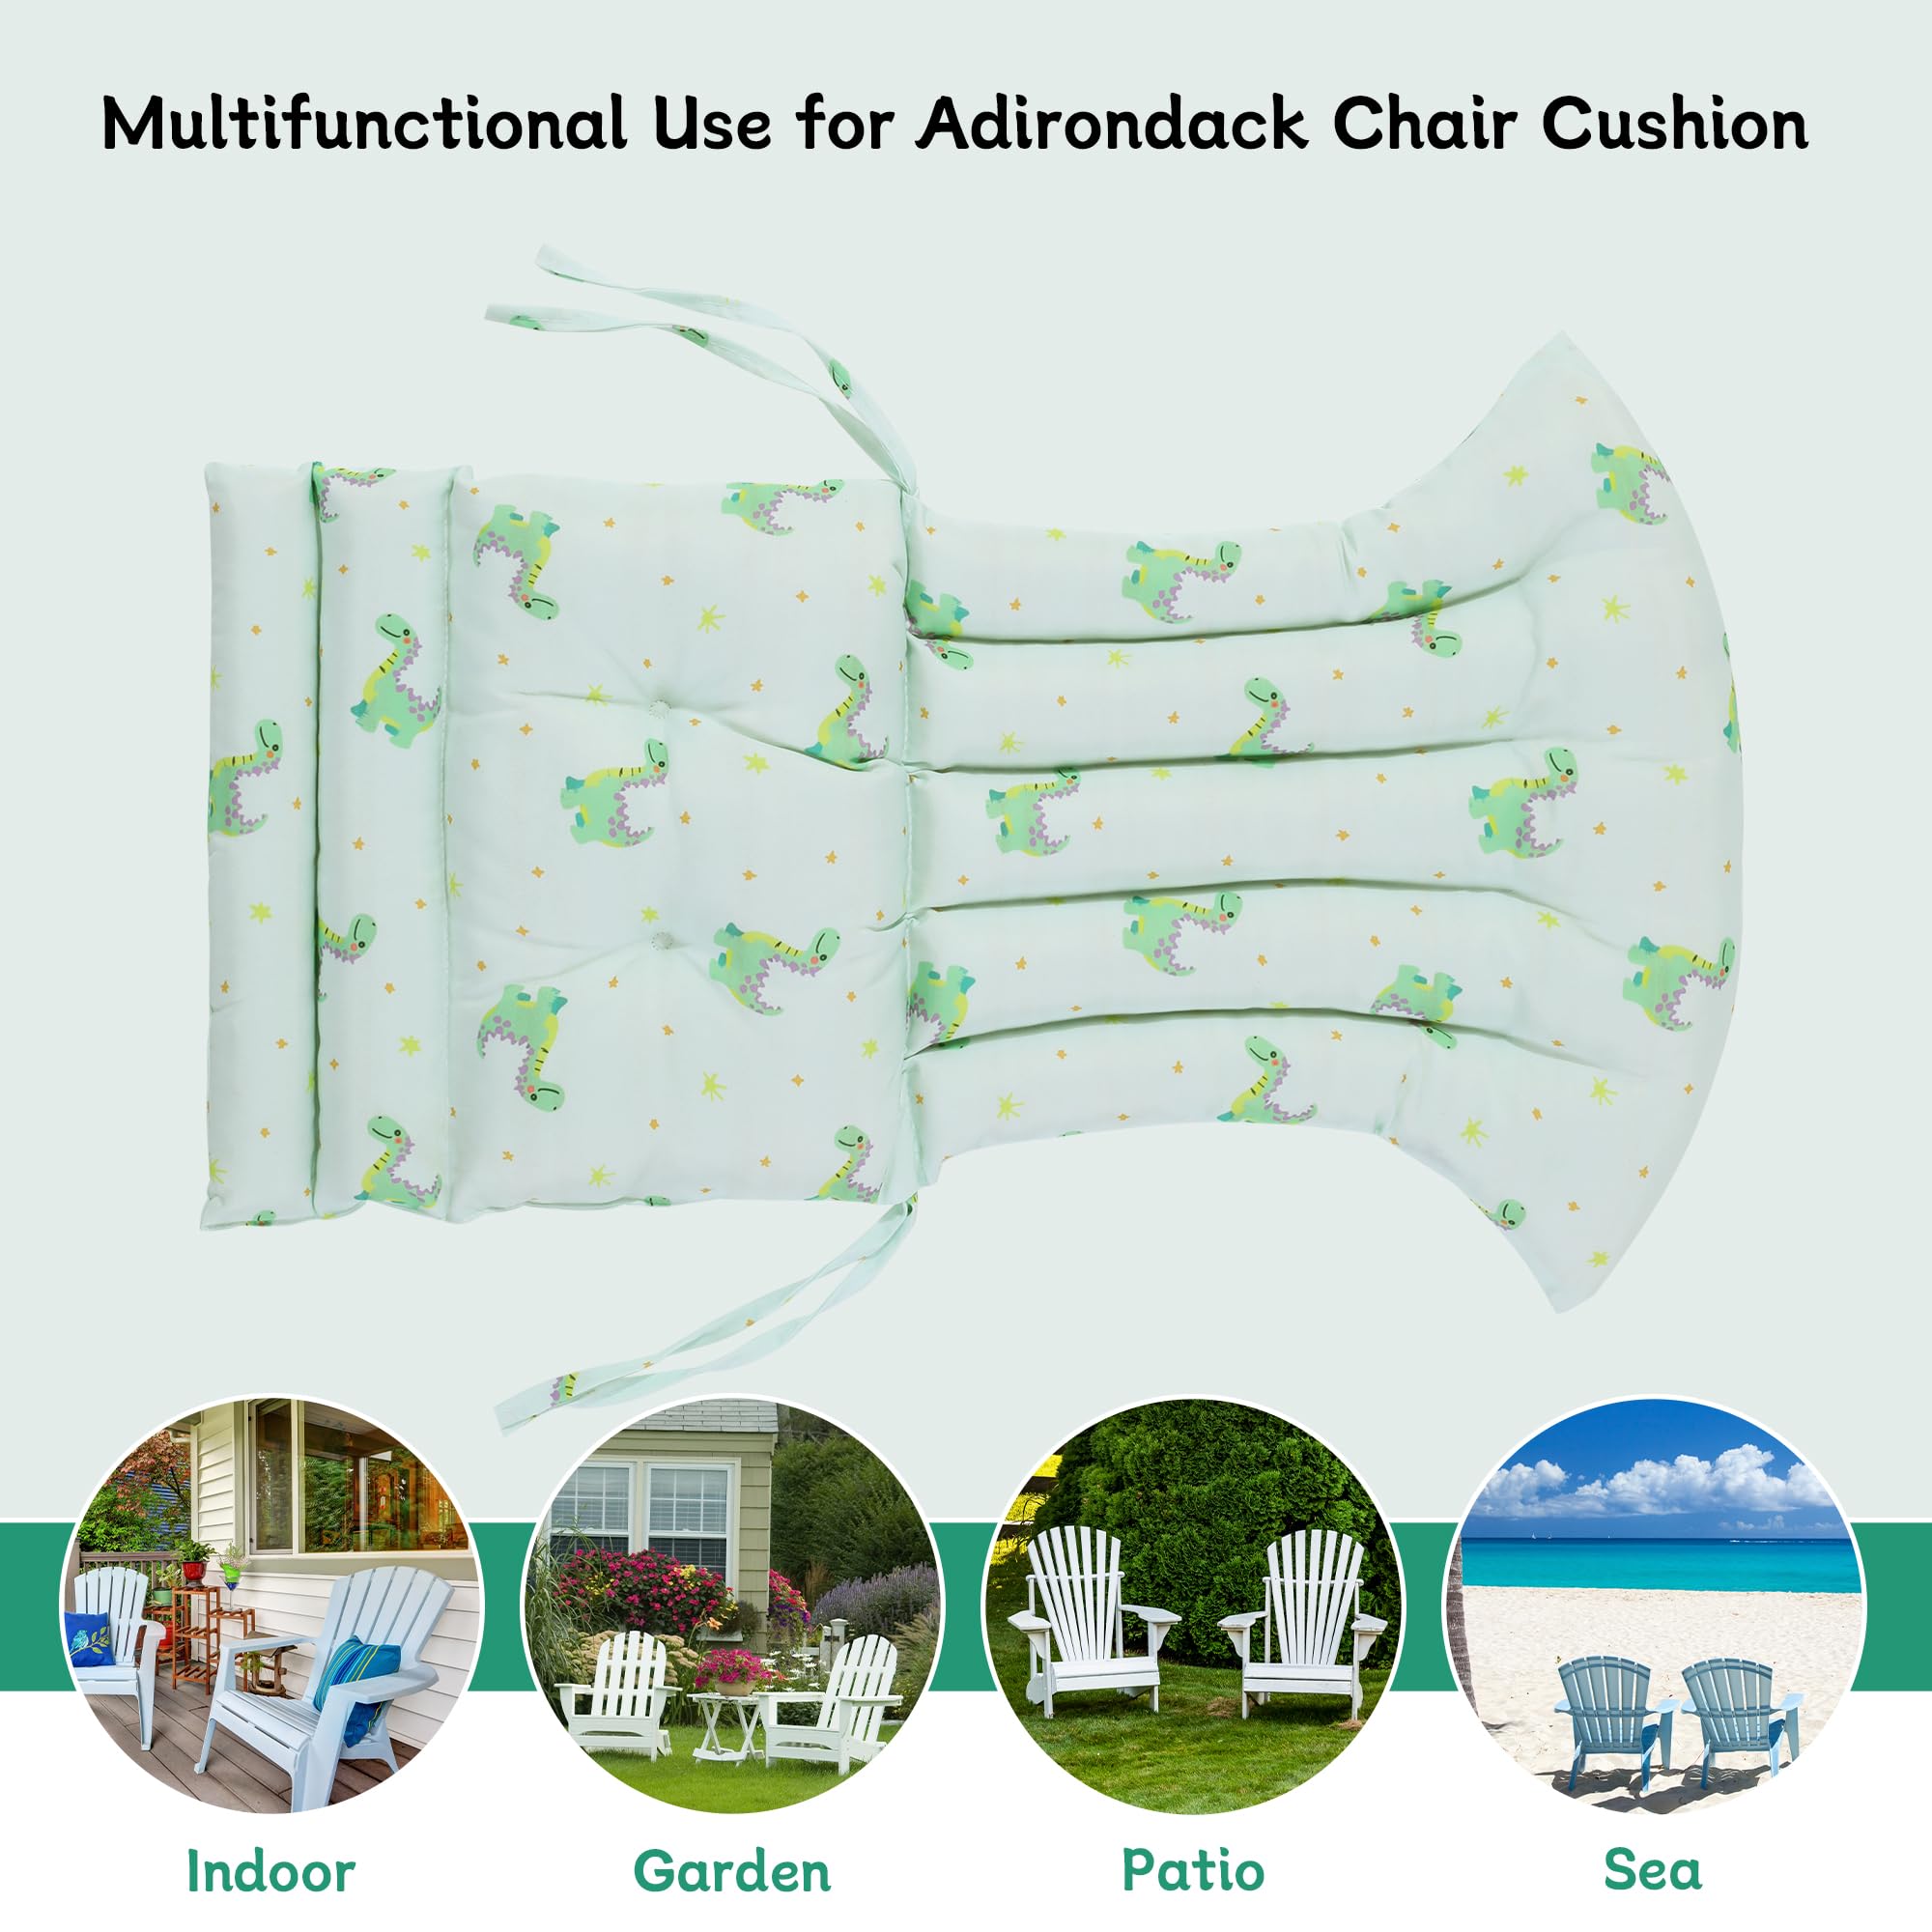 Multifunctional Use for Adirondack Chair Cushion
Indoor
Garden
Patio
Sea